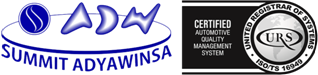 ADW
SUMMIT ADYAWINSA
CERTIFIED
AUTOMOTIVE
QUALITY
MANAGEMENT
SYSTEM
UNITED REGISTRAR OF SYSTEMS
URS
ISO/TS 16949